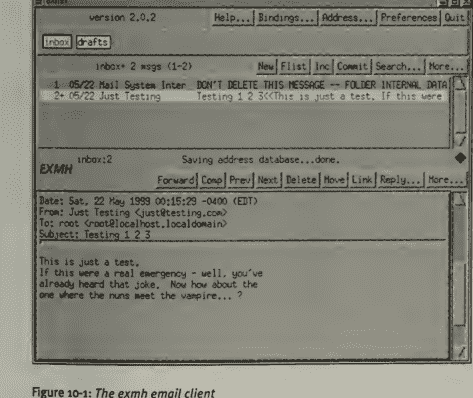 exmh
version 2.0.2 Help... Bindings... Address... Preferences Quit
inbox drafts
inbox+ 2 msgs (1-2) New Flist Inc Commit Search... More...
1 05/22 Mail System Inter DON'T DELETE THIS MESSAGE -- FOLDER INTERNAL DATA
2+ 05/22 Just Testing Testing 1 2 3<<This is just a test. If this were
EXMH inbox:2 Saving address database...done.
Forward Comp Prev Next Delete Move Link Reply... More...
Date: Sat, 22 May 1999 00:15:29 -0400 (EDT)
From: Just Testing <just@testing.com>
To: root <root@localhost.localdomain>
Subject: Testing 1 2 3
This is just a test.
If this were a real emergency - well, you've
already heard that joke. Now how about the
one where the nuns meet the vampire... ?
Figure 10-1: The exmh email client